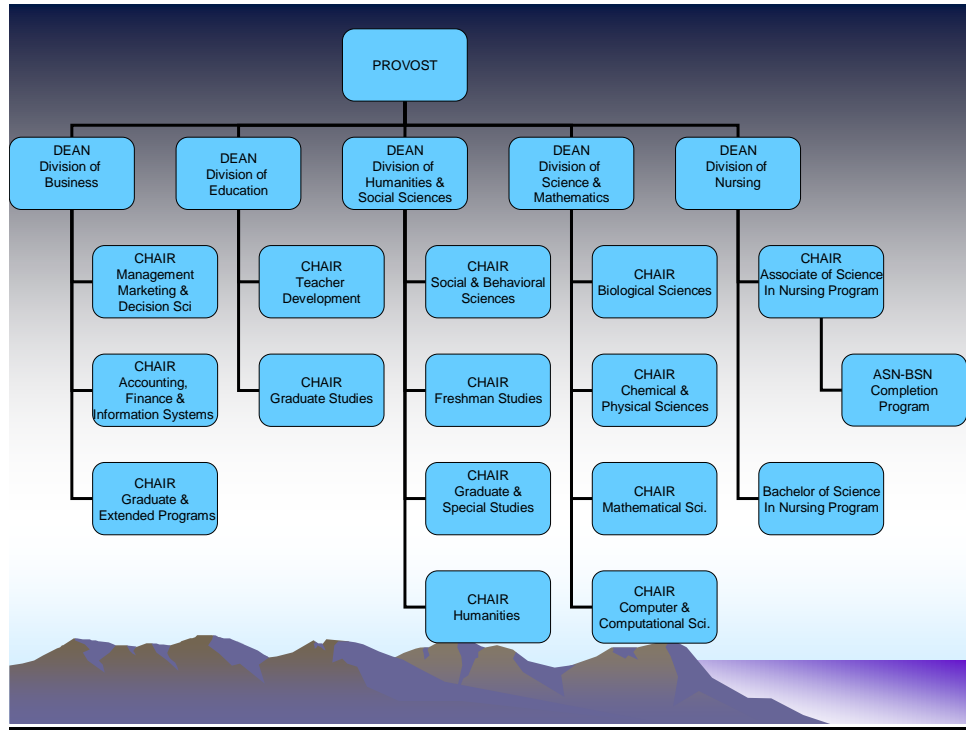 PROVOST
DEAN
Division of
Business
DEAN
Division of
Education
DEAN
Division of
Humanities &
Social Sciences
DEAN
Division of
Science &
Mathematics
DEAN
Division of
Nursing
CHAIR
Management
Marketing &
Decision Sci
CHAIR
Teacher
Development
CHAIR
Social & Behavioral
Sciences
CHAIR
Biological Sciences
CHAIR
Associate of Science
In Nursing Program
CHAIR
Accounting,
Finance &
Information Systems
CHAIR
Graduate Studies
CHAIR
Freshman Studies
CHAIR
Chemical &
Physical Sciences
ASN-BSN
Completion
Program
CHAIR
Graduate &
Extended Programs
CHAIR
Graduate &
Special Studies
CHAIR
Mathematical Sci.
Bachelor of Science
In Nursing Program
CHAIR
Humanities
CHAIR
Computer &
Computational Sci.